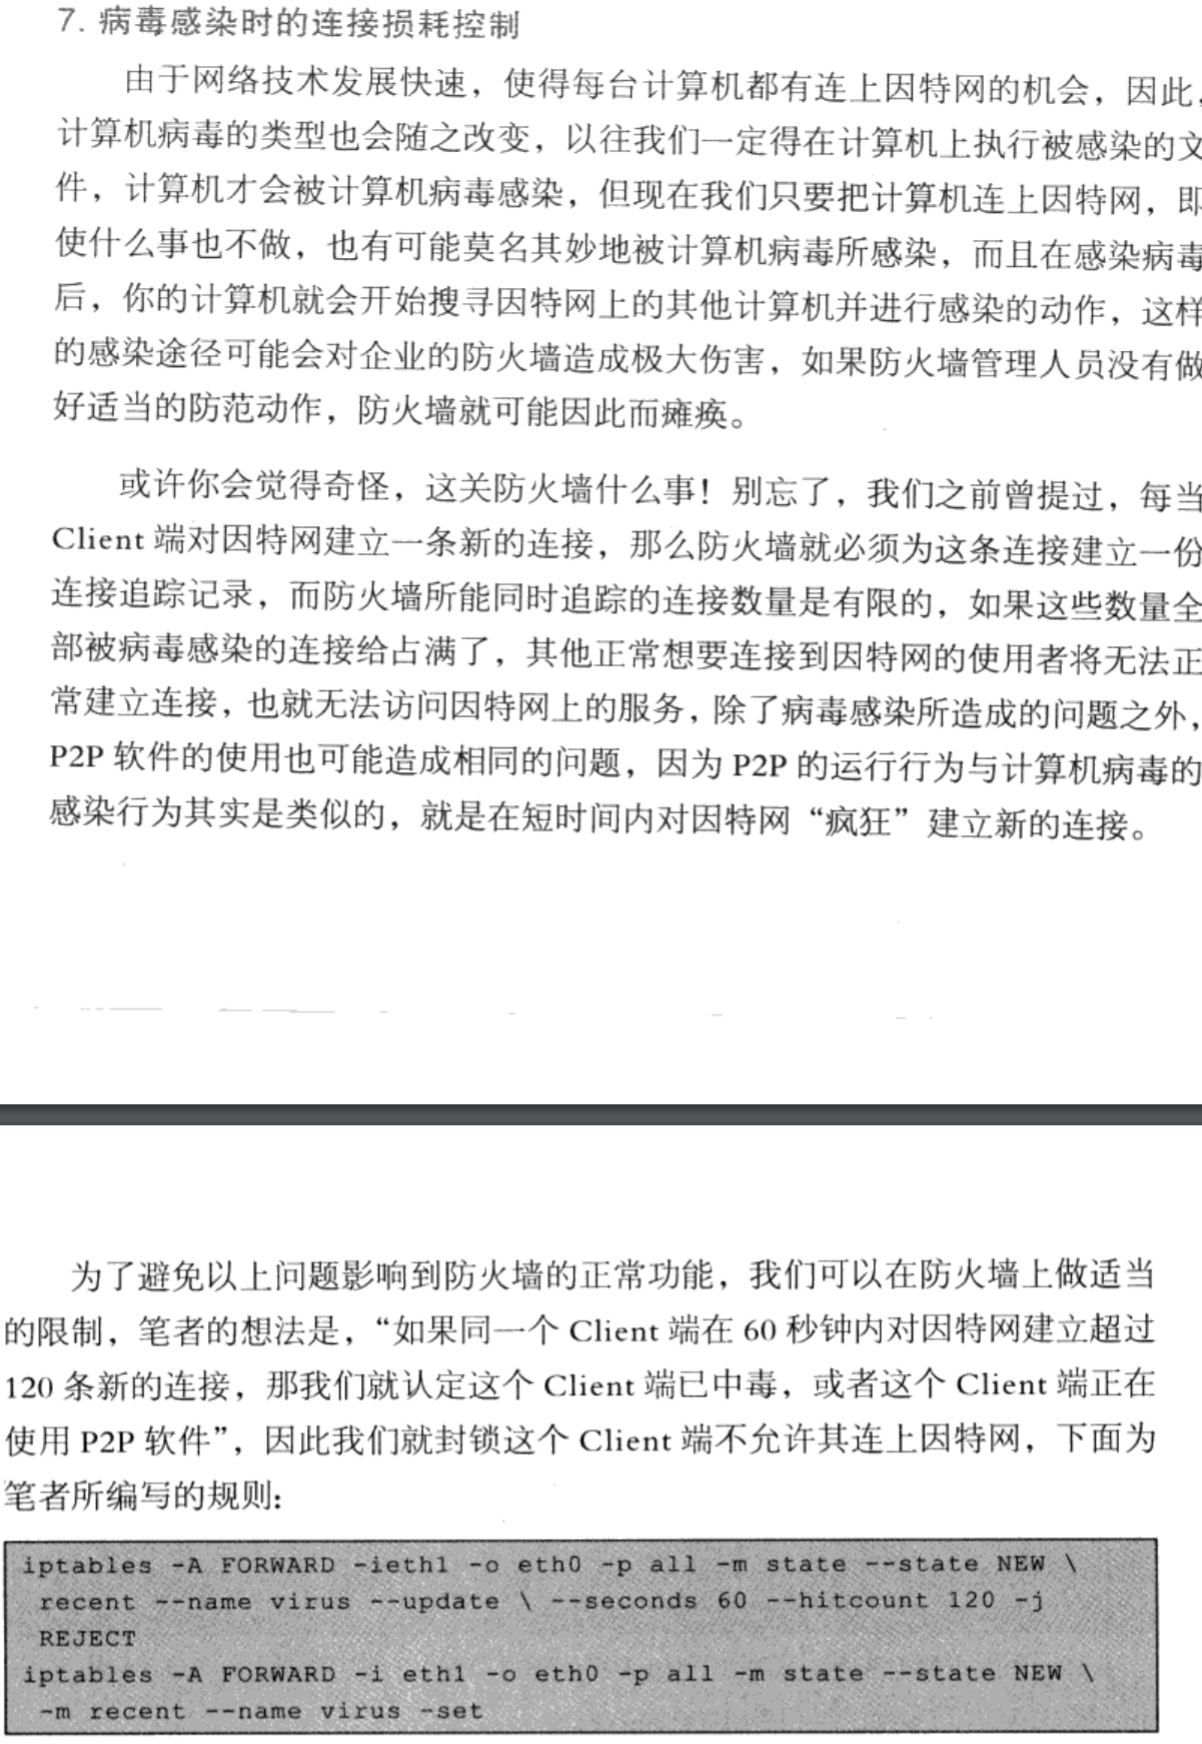 7. 病毒感染时的连接损耗控制
由于网络技术发展快速，使得每台计算机都有连上因特网的机会，因此，
计算机病毒的类型也会随之改变，以往我们一定得在计算机上执行被感染的文
件，计算机才会被计算机病毒感染，但现在我们只要把计算机连上因特网，即
使什么事也不做，也有可能莫名其妙地被计算机病毒所感染，而且在感染病毒
后，你的计算机就会开始搜寻因特网上的其他计算机并进行感染的动作，这样
的感染途径可能会对企业的防火墙造成极大伤害，如果防火墙管理人员没有做
好适当的防范动作，防火墙就可能因此而瘫痪。
或许你会觉得奇怪，这关防火墙什么事！别忘了，我们之前曾提过，每当
Client 端对因特网建立一条新的连接，那么防火墙就必须为这条连接建立一份
连接追踪记录，而防火墙所能同时追踪的连接数量是有限的，如果这些数量全
部被病毒感染的连接给占满了，其他正常想要连接到因特网的使用者将无法正
常建立连接，也就无法访问因特网上的服务，除了病毒感染所造成的问题之外，
P2P 软件的使用也可能造成相同的问题，因为 P2P 的运行行为与计算机病毒的
感染行为其实是类似的，就是在短时间内对因特网“疯狂”建立新的连接。
为了避免以上问题影响到防火墙的正常功能，我们可以在防火墙上做适当
的限制，笔者的想法是，“如果同一个 Client 端在 60 秒钟内对因特网建立超过
120 条新的连接，那我们就认定这个 Client 端已中毒，或者这个 Client 端正在
使用 P2P 软件”，因此我们就封锁这个 Client 端不允许其连上因特网，下面为
笔者所编写的规则：
iptables -A FORWARD -ieth1 -o eth0 -p all -m state --state NEW \
recent --name virus --update \ --seconds 60 --hitcount 120 -j
REJECT
iptables -A FORWARD -i eth1 -o eth0 -p all -m state --state NEW \
-m recent --name virus -set